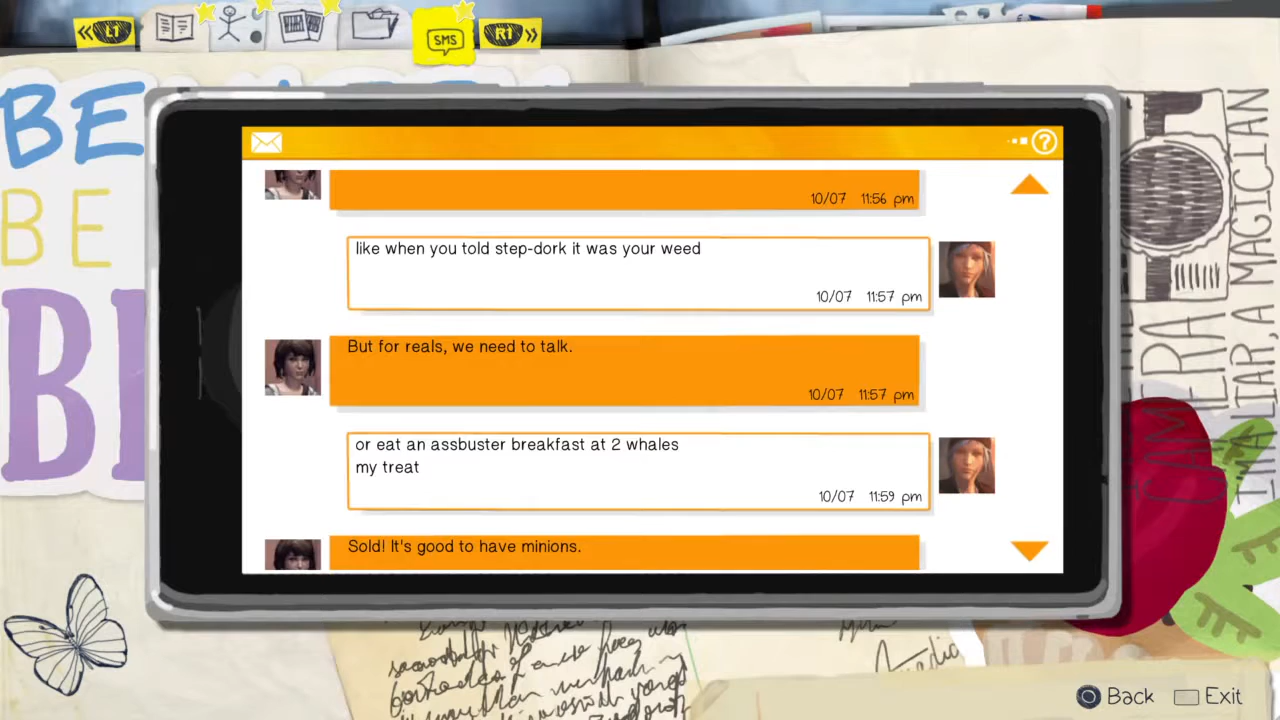 L1
SMS
R1
10/07 11:56 pm
like when you told step-dork it was your weed
10/07 11:57 pm
But for reals, we need to talk.
10/07 11:57 pm
or eat an assbuster breakfast at 2 whales
my treat
10/07 11:59 pm
Sold! It's good to have minions.
BE
BE
CAMERA
LIAR, A MAGICIAN
Back
Exit